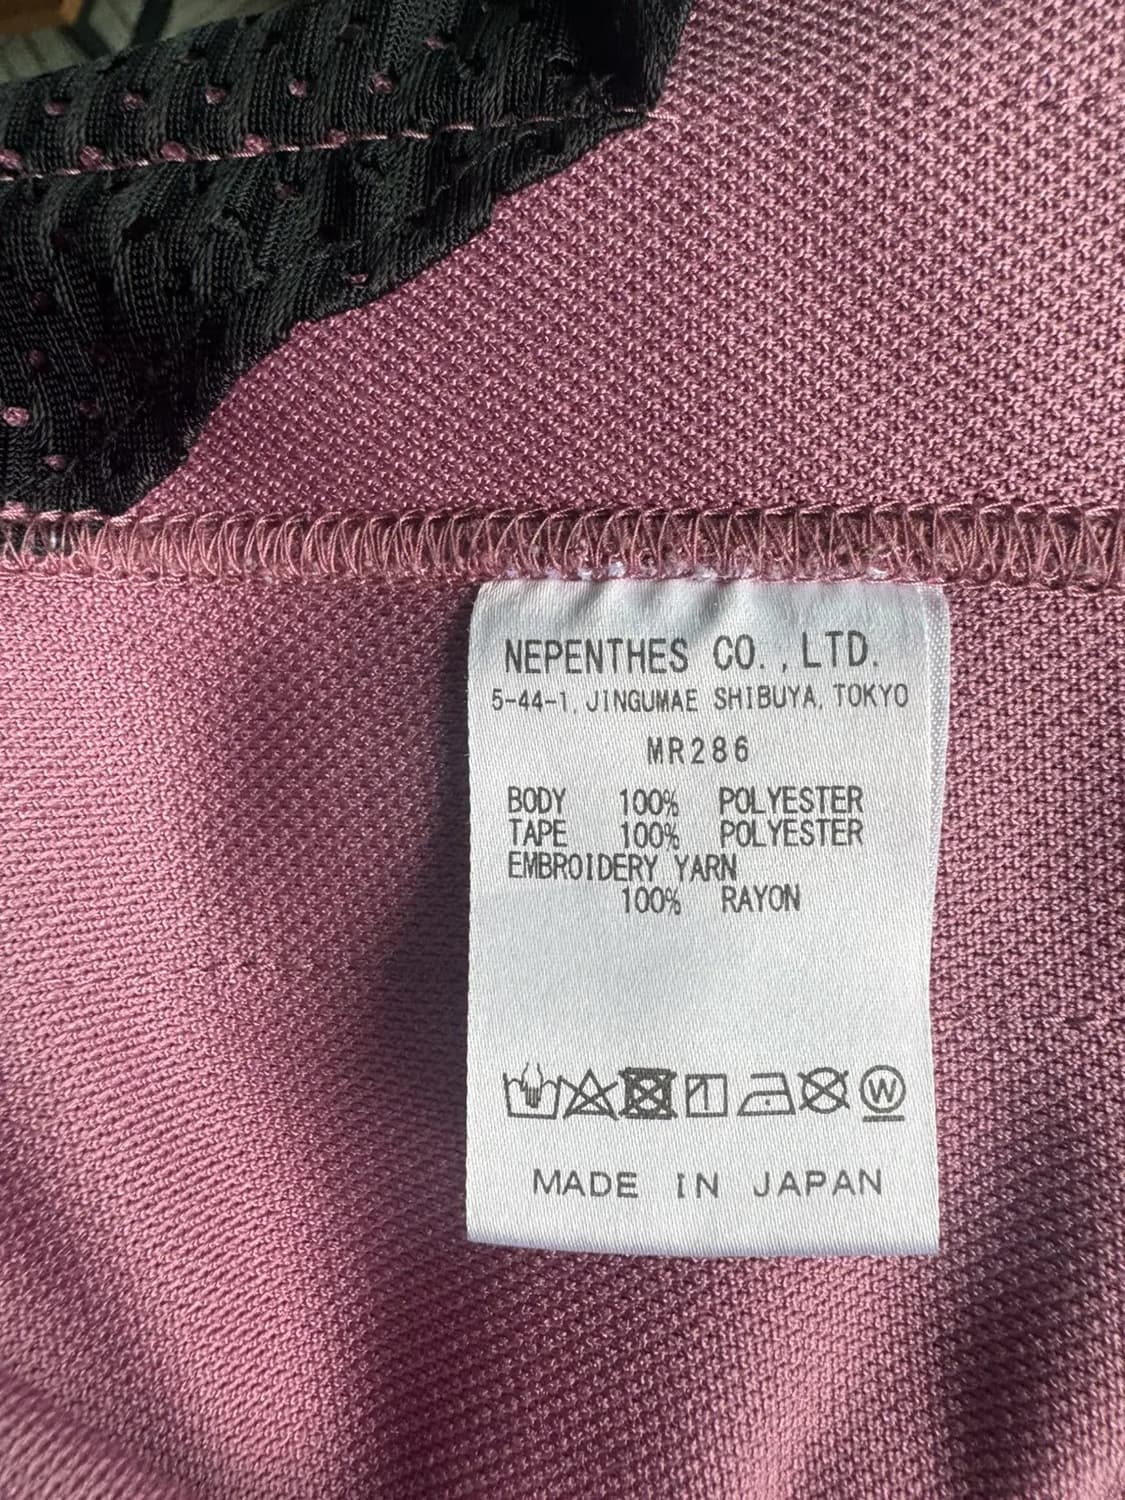 NEPENTHES CO., LTD.
5-44-1, JINGUMAE SHIBUYA, TOKYO
MR286
BODY 100% POLYESTER
TAPE 100% POLYESTER
EMBROIDERY YARN
100% RAYON
W
MADE IN JAPAN